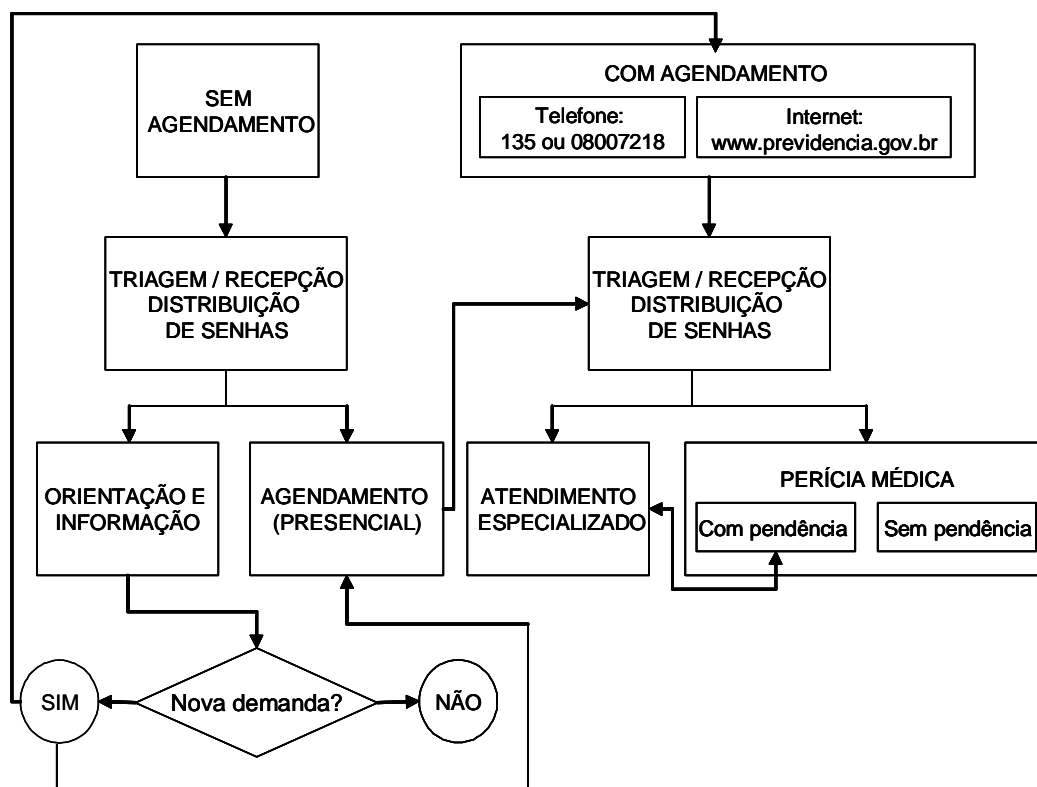 SEM
AGENDAMENTO
COM AGENDAMENTO
Telefone:
135 ou 08007218
Internet:
www.previdencia.gov.br
TRIAGEM / RECEPÇÃO
DISTRIBUIÇÃO
DE SENHAS
TRIAGEM / RECEPÇÃO
DISTRIBUIÇÃO
DE SENHAS
ORIENTAÇÃO E
INFORMAÇÃO
AGENDAMENTO
(PRESENCIAL)
ATENDIMENTO
ESPECIALIZADO
PERÍCIA MÉDICA
Com pendência
Sem pendência
SIM
Nova demanda?
NÃO